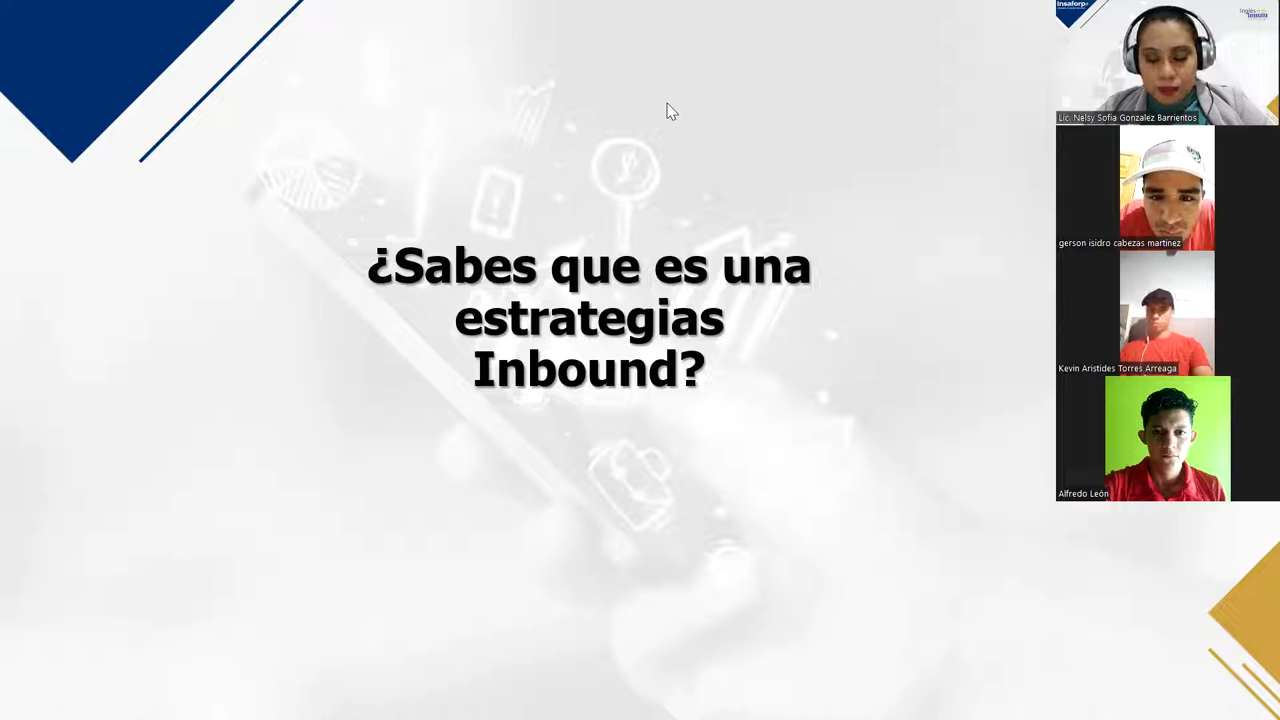 ¿Sabes que es una
estrategias
Inbound?
Insaforp
Lic. Nelsy Sofia Gonzalez Barrientos
gerson isidro cabezas martinez
Kevin Aristides Torres Arreaga
Alfredo León